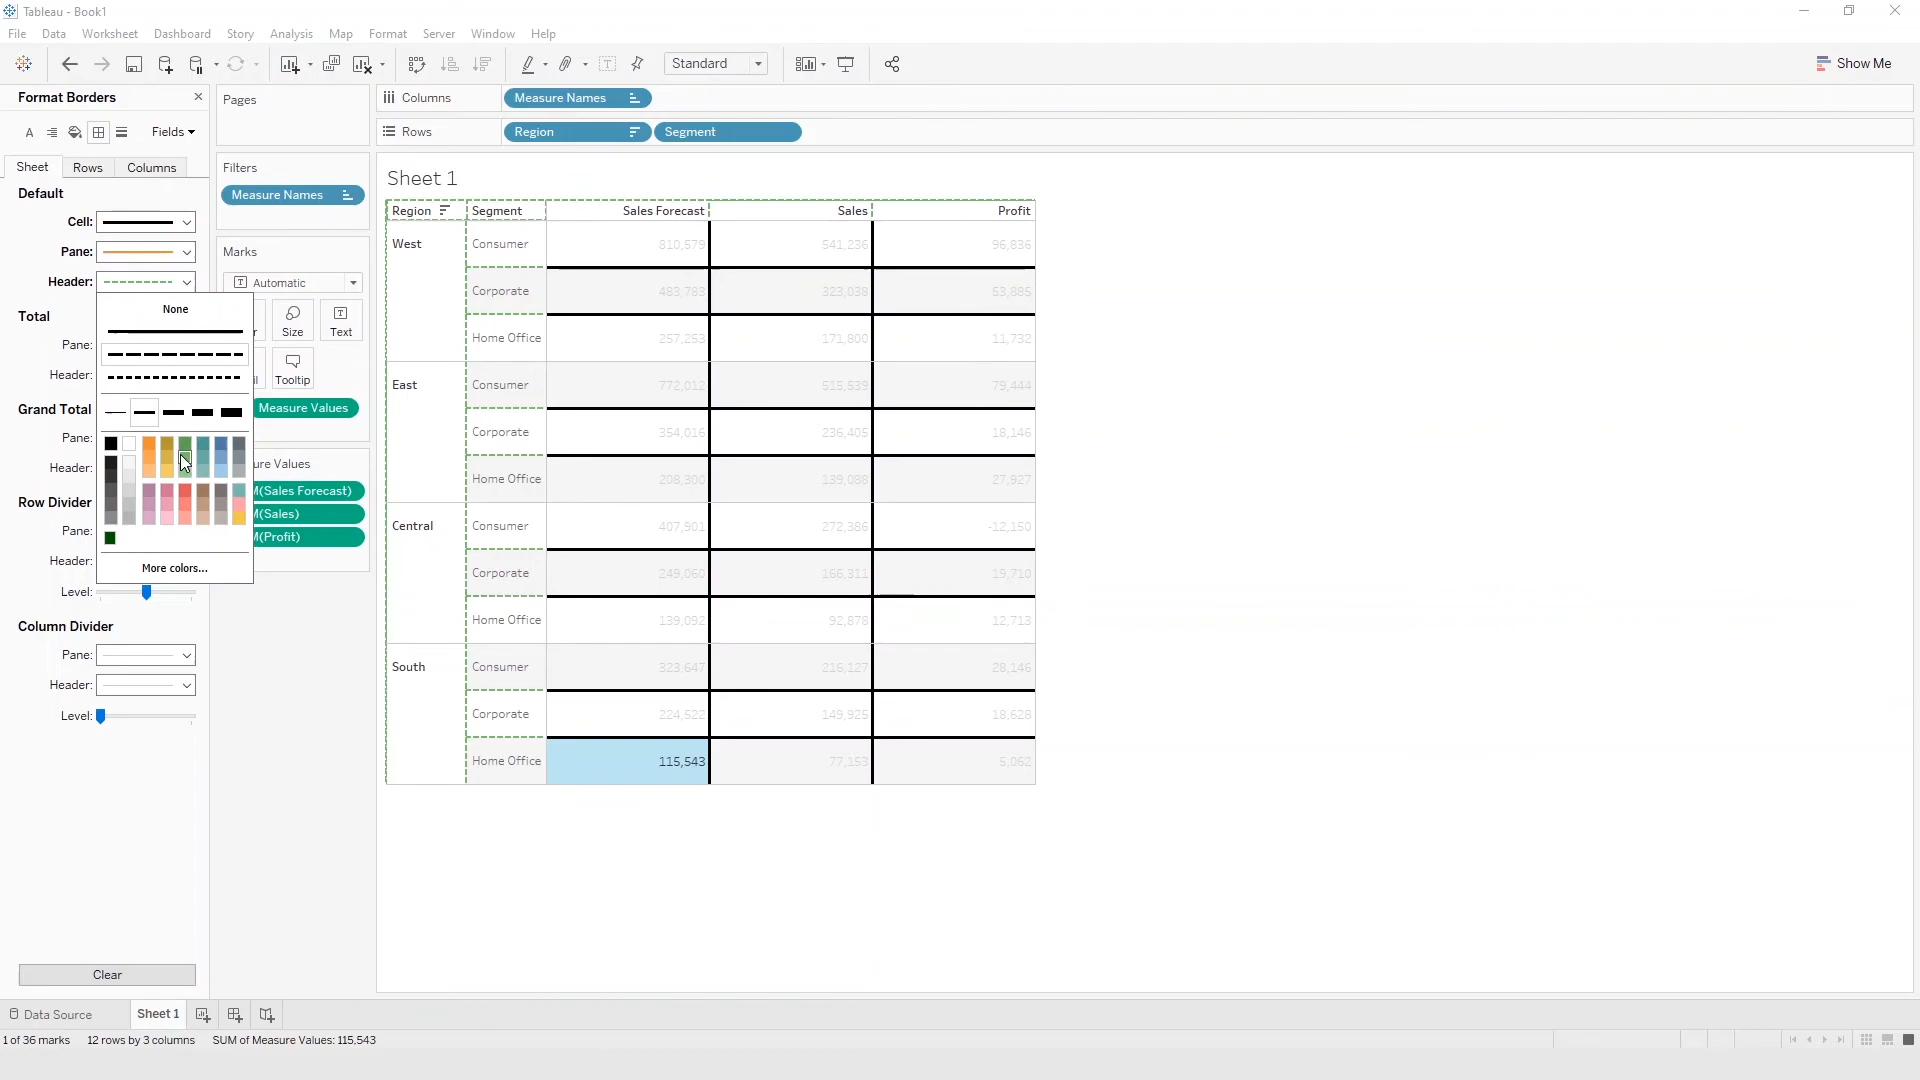 Tableau - Book1
File Data Worksheet Dashboard Story Analysis Map Format Server Window Help
Standard
Show Me
Format Borders
Fields
Sheet Rows Columns
Default
Cell:
Pane:
Header:
None
Total
Pane:
Header:
Grand Total
Pane:
Header:
Row Divider
Pane:
Header:
More colors...
Level:
Column Divider
Pane:
Header:
Level:
Clear
Pages
Filters
Measure Names
Marks
Automatic
Size Text
Tooltip
Measure Values
ure Values
M(Sales Forecast)
M(Sales)
M(Profit)
Columns Measure Names
Rows Region Segment
Sheet 1
Region Segment Sales Forecast Sales Profit
West Consumer 810,579 541,236 96,836
Corporate 483,783 323,038 53,885
Home Office 257,253 171,800 11,732
East Consumer 772,012 515,539 79,444
Corporate 354,016 236,405 18,146
Home Office 208,300 139,088 27,927
Central Consumer 407,901 272,386 -12,150
Corporate 249,060 166,311 19,710
Home Office 139,092 92,878 12,713
South Consumer 323,647 216,127 28,146
Corporate 224,522 149,925 18,628
Home Office 115,543 77,153 5,062
Data Source Sheet 1
1 of 36 marks 12 rows by 3 columns SUM of Measure Values: 115,543